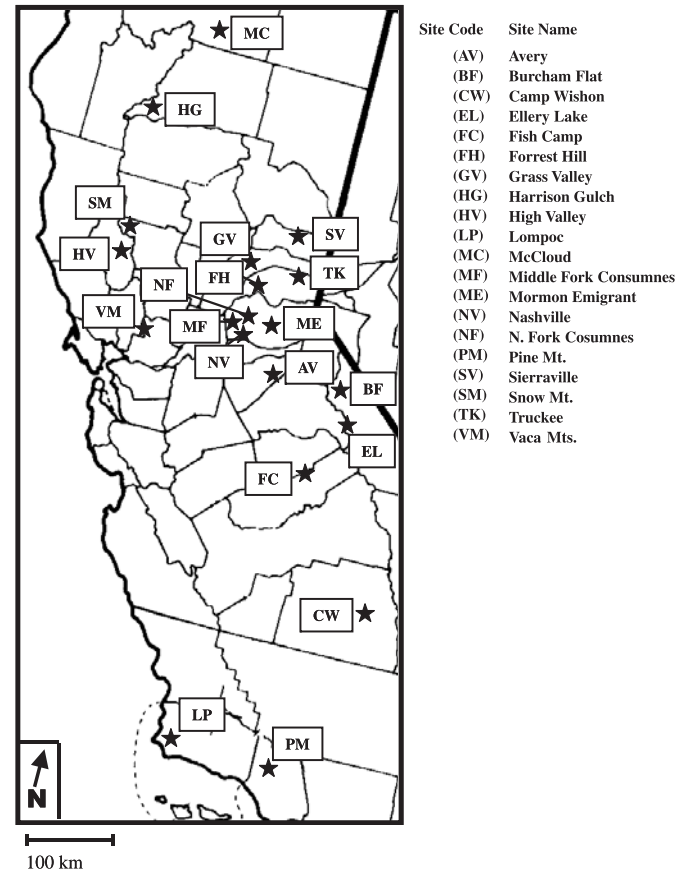 MC
HG
SM
HV
GV
SV
NF
FH
TK
VM
MF
ME
NV
AV
BF
EL
FC
CW
LP
PM
N
100 km
Site Code Site Name
(AV) Avery
(BF) Burcham Flat
(CW) Camp Wishon
(EL) Ellery Lake
(FC) Fish Camp
(FH) Forrest Hill
(GV) Grass Valley
(HG) Harrison Gulch
(HV) High Valley
(LP) Lompoc
(MC) McCloud
(MF) Middle Fork Consumnes
(ME) Mormon Emigrant
(NV) Nashville
(NF) N. Fork Cosumnes
(PM) Pine Mt.
(SV) Sierraville
(SM) Snow Mt.
(TK) Truckee
(VM) Vaca Mts.